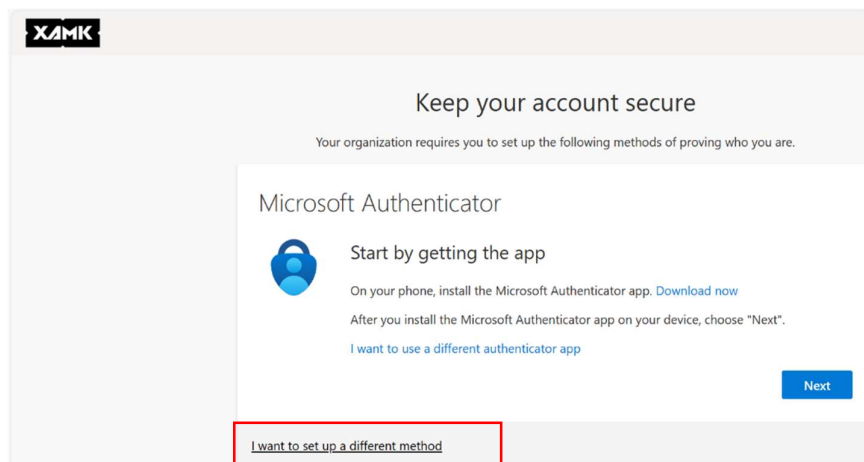 XAMK
Keep your account secure
Your organization requires you to set up the following methods of proving who you are.
Microsoft Authenticator
Start by getting the app
On your phone, install the Microsoft Authenticator app. Download now
After you install the Microsoft Authenticator app on your device, choose "Next".
I want to use a different authenticator app
Next
I want to set up a different method